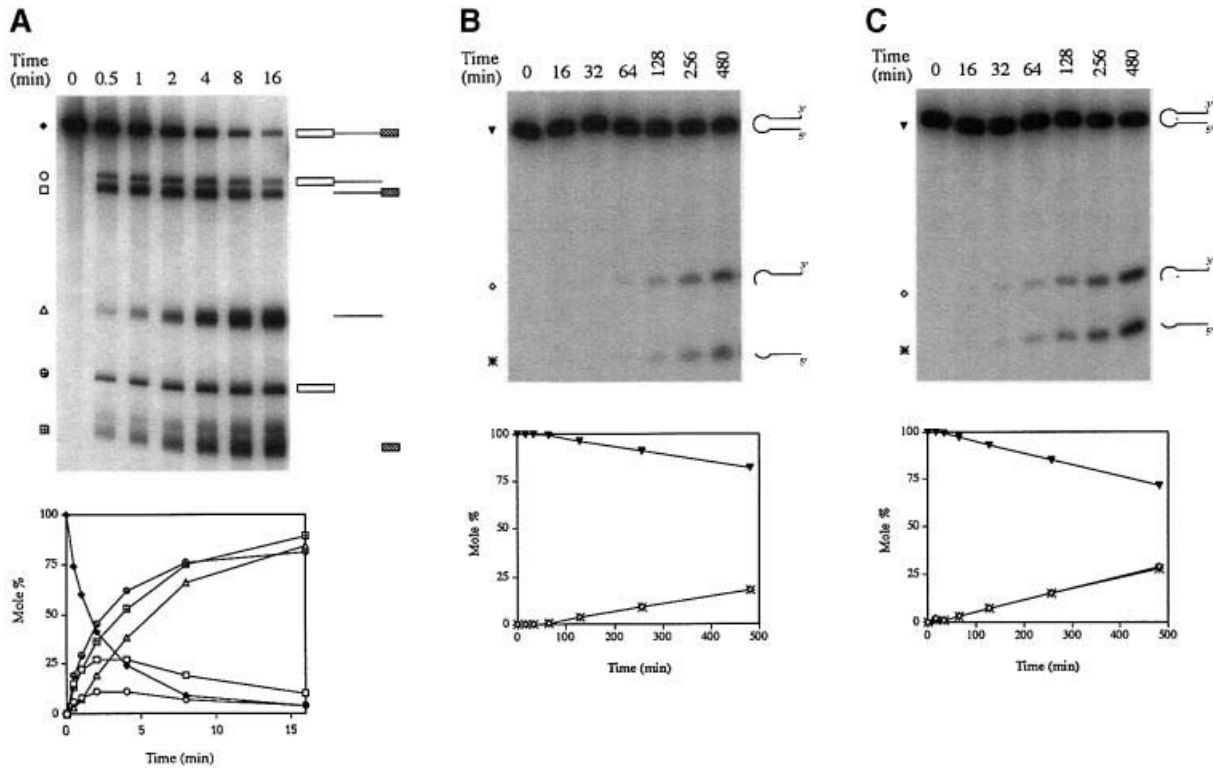 A
Time
(min) 0 0.5 1 2 4 8 16
100
75
50
25
0
0 5 10 15
Mole %
Time (min)
B
Time
(min) 0 16 32 64 128 256 480
3'
5'
3'
5'
100
75
50
25
0
0 100 200 300 400 500
Mole %
Time (min)
C
Time
(min) 0 16 32 64 128 256 480
3'
5'
3'
5'
100
75
50
25
0
0 100 200 300 400 500
Mole %
Time (min)